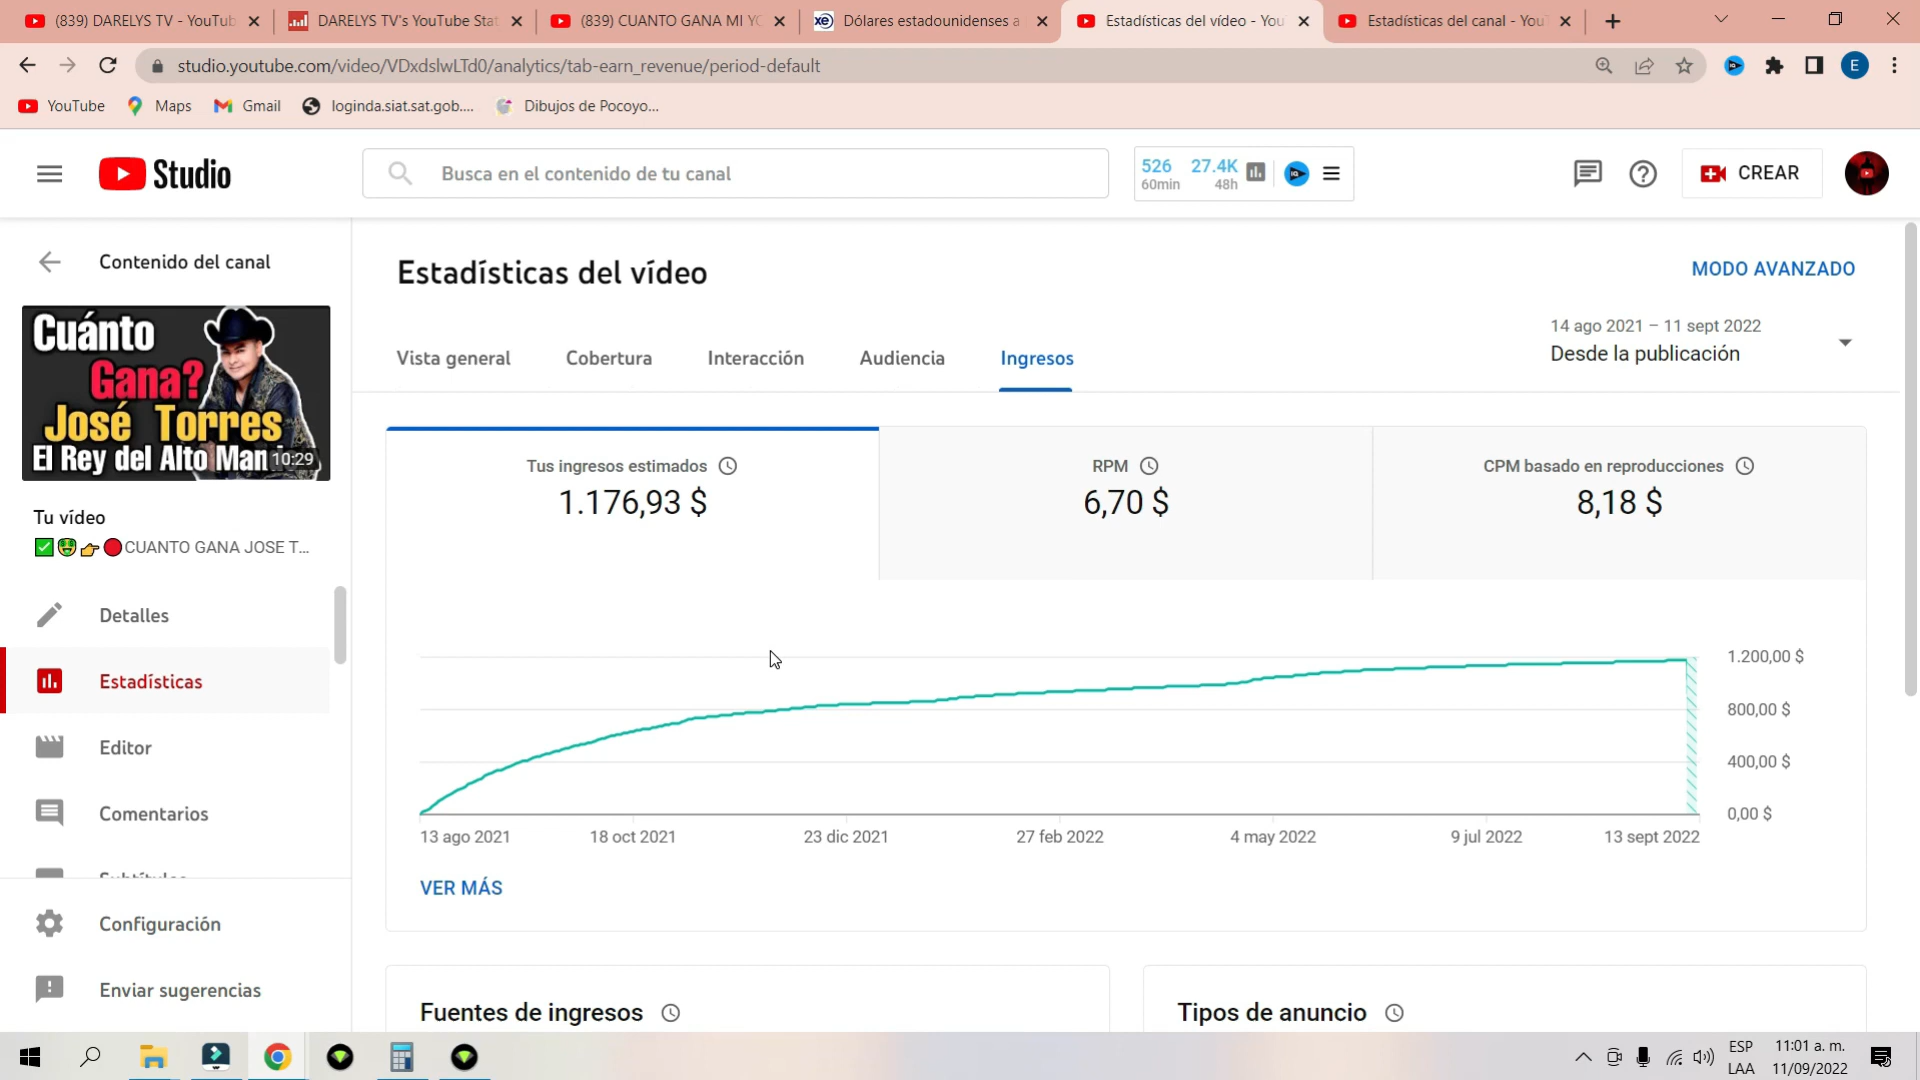 (839) DARELYS TV - YouTub
DARELYS TV's YouTube Stat
(839) CUANTO GANA MI YO
Dólares estadounidenses a
Estadísticas del vídeo - You
Estadísticas del canal - YouT
studio.youtube.com/video/VDxdslwLTd0/analytics/tab-earn_revenue/period-default
E
YouTube
Maps
Gmail
loginda.siat.sat.gob....
Dibujos de Pocoyo...
Studio
Busca en el contenido de tu canal
526
60min
27.4K
48h
CREAR
Contenido del canal
Cuánto
Gana?
José Torres
El Rey del Alto Man
10:29
Tu vídeo
CUANTO GANA JOSE T...
Detalles
Estadísticas
Editor
Comentarios
Subtítulos
Configuración
Enviar sugerencias
Estadísticas del vídeo
MODO AVANZADO
Vista general
Cobertura
Interacción
Audiencia
Ingresos
14 ago 2021 – 11 sept 2022
Desde la publicación
Tus ingresos estimados
1.176,93 $
RPM
6,70 $
CPM basado en reproducciones
8,18 $
1.200,00 $
800,00 $
400,00 $
0,00 $
13 ago 2021
18 oct 2021
23 dic 2021
27 feb 2022
4 may 2022
9 jul 2022
13 sept 2022
VER MÁS
Fuentes de ingresos
Tipos de anuncio
ESP
LAA
11:01 a. m.
11/09/2022